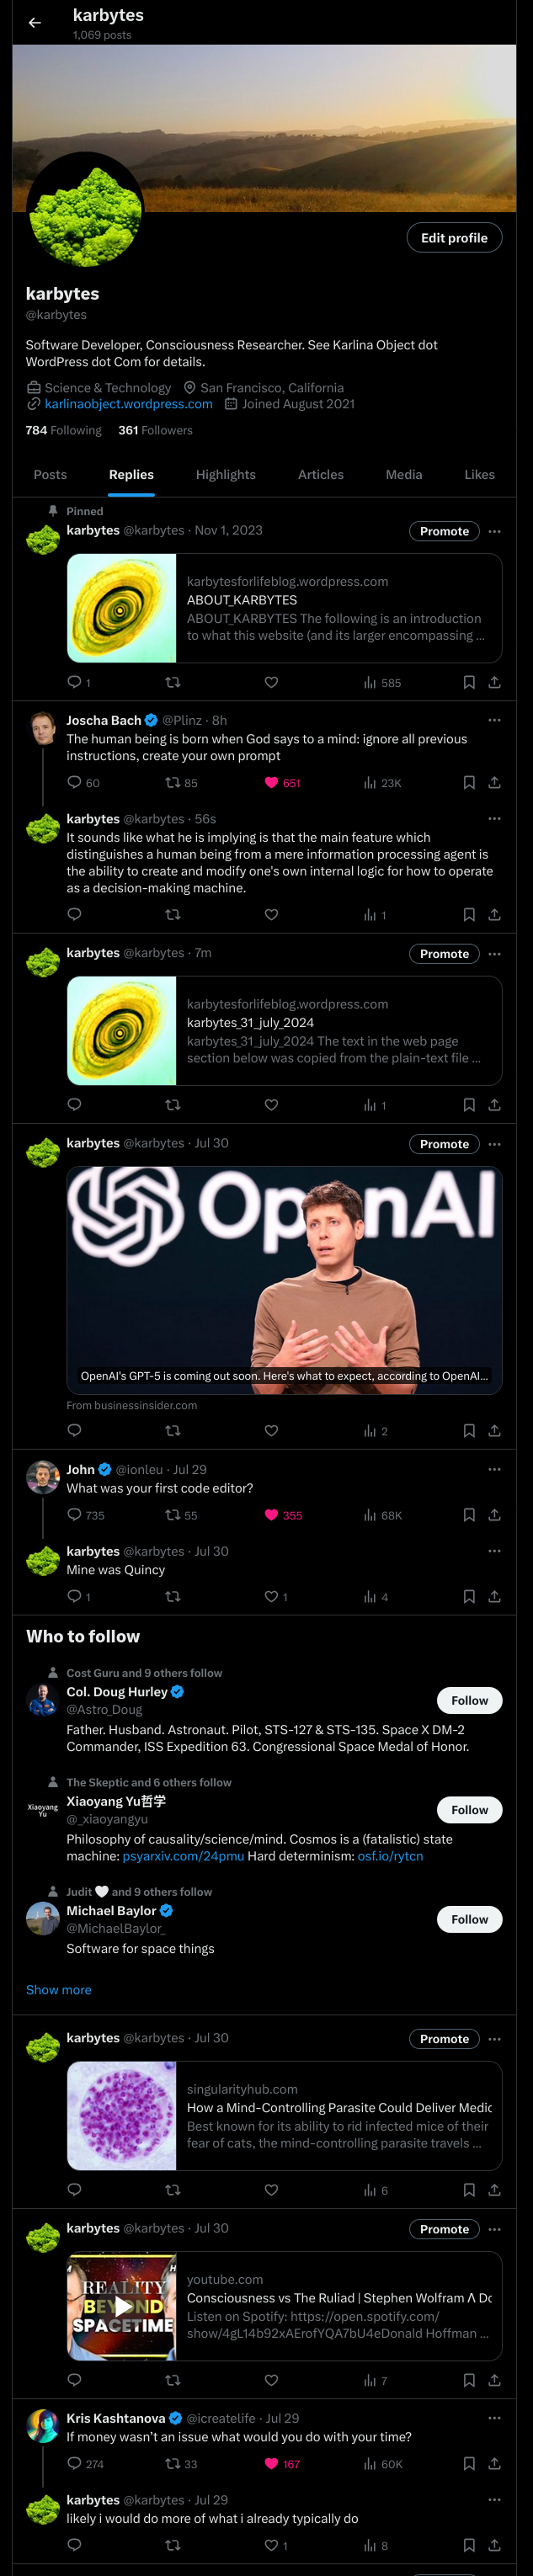 karbytes
1,069 posts
Edit profile
karbytes
@karbytes
Software Developer, Consciousness Researcher. See Karlina Object dot
WordPress dot Com for details.
Science & Technology San Francisco, California
karlinaobject.wordpress.com Joined August 2021
784 Following 361 Followers
Posts Replies Highlights Articles Media Likes
Pinned
karbytes @karbytes · Nov 1, 2023 Promote
karbytesforlifeblog.wordpress.com
ABOUT_KARBYTES
ABOUT_KARBYTES The following is an introduction
to what this website (and its larger encompassing ...
1 585
Joscha Bach @Plinz · 8h
The human being is born when God says to a mind: ignore all previous
instructions, create your own prompt
60 85 651 23K
karbytes @karbytes · 56s
It sounds like what he is implying is that the main feature which
distinguishes a human being from a mere information processing agent is
the ability to create and modify one's own internal logic for how to operate
as a decision-making machine.
1
karbytes @karbytes · 7m Promote
karbytesforlifeblog.wordpress.com
karbytes_31_july_2024
karbytes_31_july_2024 The text in the web page
section below was copied from the plain-text file ...
1
karbytes @karbytes · Jul 30 Promote
OpenAI
OpenAI's GPT-5 is coming out soon. Here's what to expect, according to OpenAI...
From businessinsider.com
2
John @ionleu · Jul 29
What was your first code editor?
735 55 355 68K
karbytes @karbytes · Jul 30
Mine was Quincy
1 1 4
Who to follow
Cost Guru and 9 others follow
Col. Doug Hurley
@Astro_Doug
Follow
Father. Husband. Astronaut. Pilot, STS-127 & STS-135. Space X DM-2
Commander, ISS Expedition 63. Congressional Space Medal of Honor.
The Skeptic and 6 others follow
Xiaoyang
Yu
Xiaoyang Yu哲学
@_xiaoyangyu
Follow
Philosophy of causality/science/mind. Cosmos is a (fatalistic) state
machine: psyarxiv.com/24pmu Hard determinism: osf.io/rytcn
Judit 🤍 and 9 others follow
Michael Baylor
@MichaelBaylor_
Follow
Software for space things
Show more
karbytes @karbytes · Jul 30 Promote
singularityhub.com
How a Mind-Controlling Parasite Could Deliver Medic
Best known for its ability to rid infected mice of their
fear of cats, the mind-controlling parasite travels ...
6
karbytes @karbytes · Jul 30 Promote
REALITY
BEYOND
SPACETIME
youtube.com
Consciousness vs The Ruliad | Stephen Wolfram Λ Do
Listen on Spotify: https://open.spotify.com/
show/4gL14b92xAErofYQA7bU4eDonald Hoffman ...
7
Kris Kashtanova @icreatelife · Jul 29
If money wasn't an issue what would you do with your time?
274 33 167 60K
karbytes @karbytes · Jul 29
likely i would do more of what i already typically do
1 8